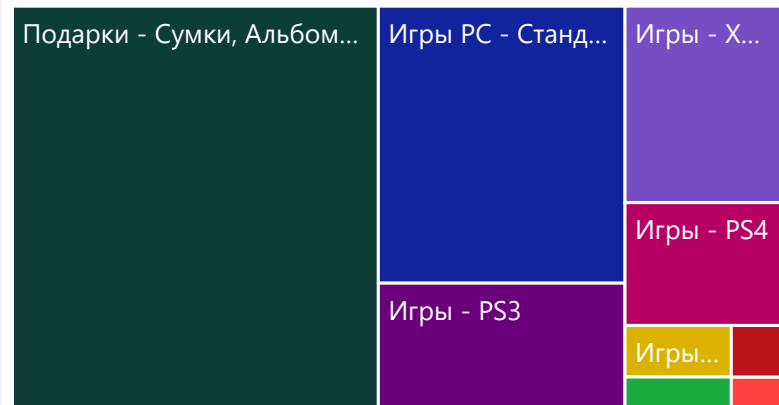 Подарки - Сумки, Альбом...
Игры PC - Станд...
Игры - X...
Игры - PS4
Игры - PS3
Игры...